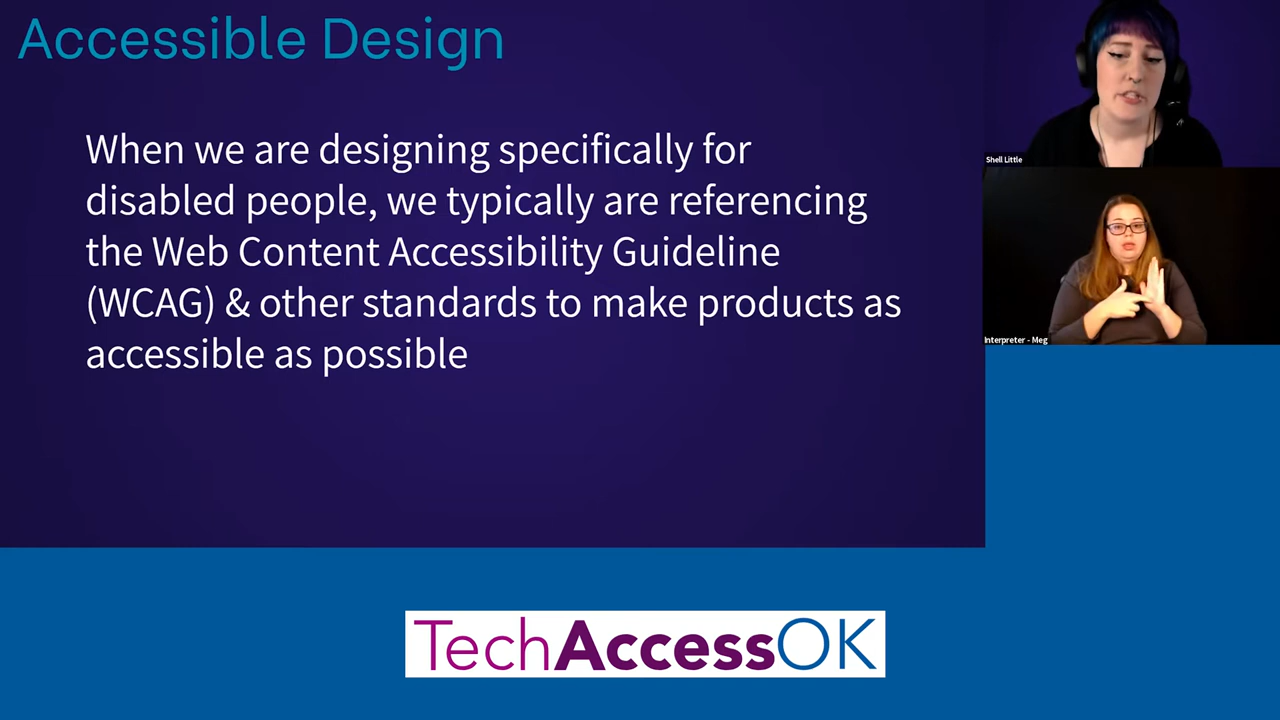 Accessible Design
When we are designing specifically for
disabled people, we typically are referencing
the Web Content Accessibility Guideline
(WCAG) & other standards to make products as
accessible as possible
Shell Little
Interpreter - Meg
TechAccessOK